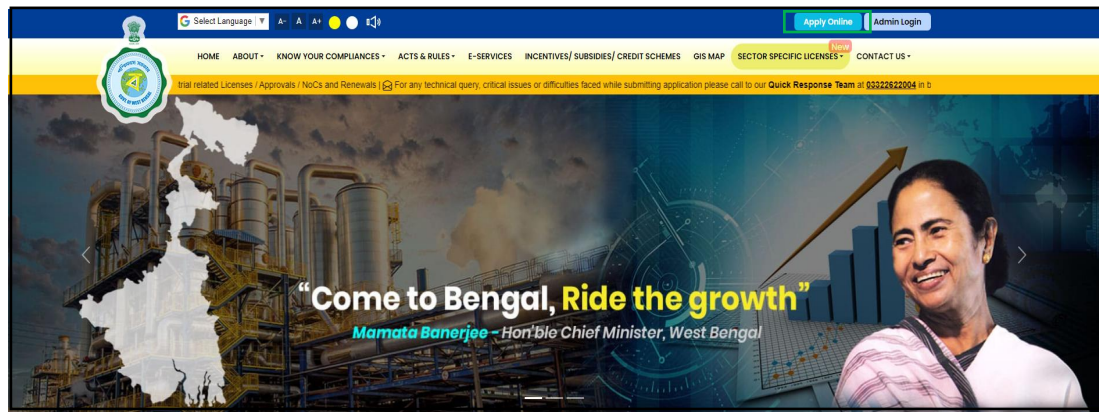 Select Language ▼ A- A A+ Apply Online Admin Login
New
HOME ABOUT KNOW YOUR COMPLIANCES ACTS & RULES E-SERVICES INCENTIVES/ SUBSIDIES/ CREDIT SCHEMES GIS MAP SECTOR SPECIFIC LICENSES CONTACT US
trial related Licenses / Approvals / NoCs and Renewals | For any technical query, critical issues or difficulties faced while submitting application please call to our Quick Response Team at 03322622004 in b
“Come to Bengal, Ride the growth”
Mamata Banerjee - Hon'ble Chief Minister, West Bengal